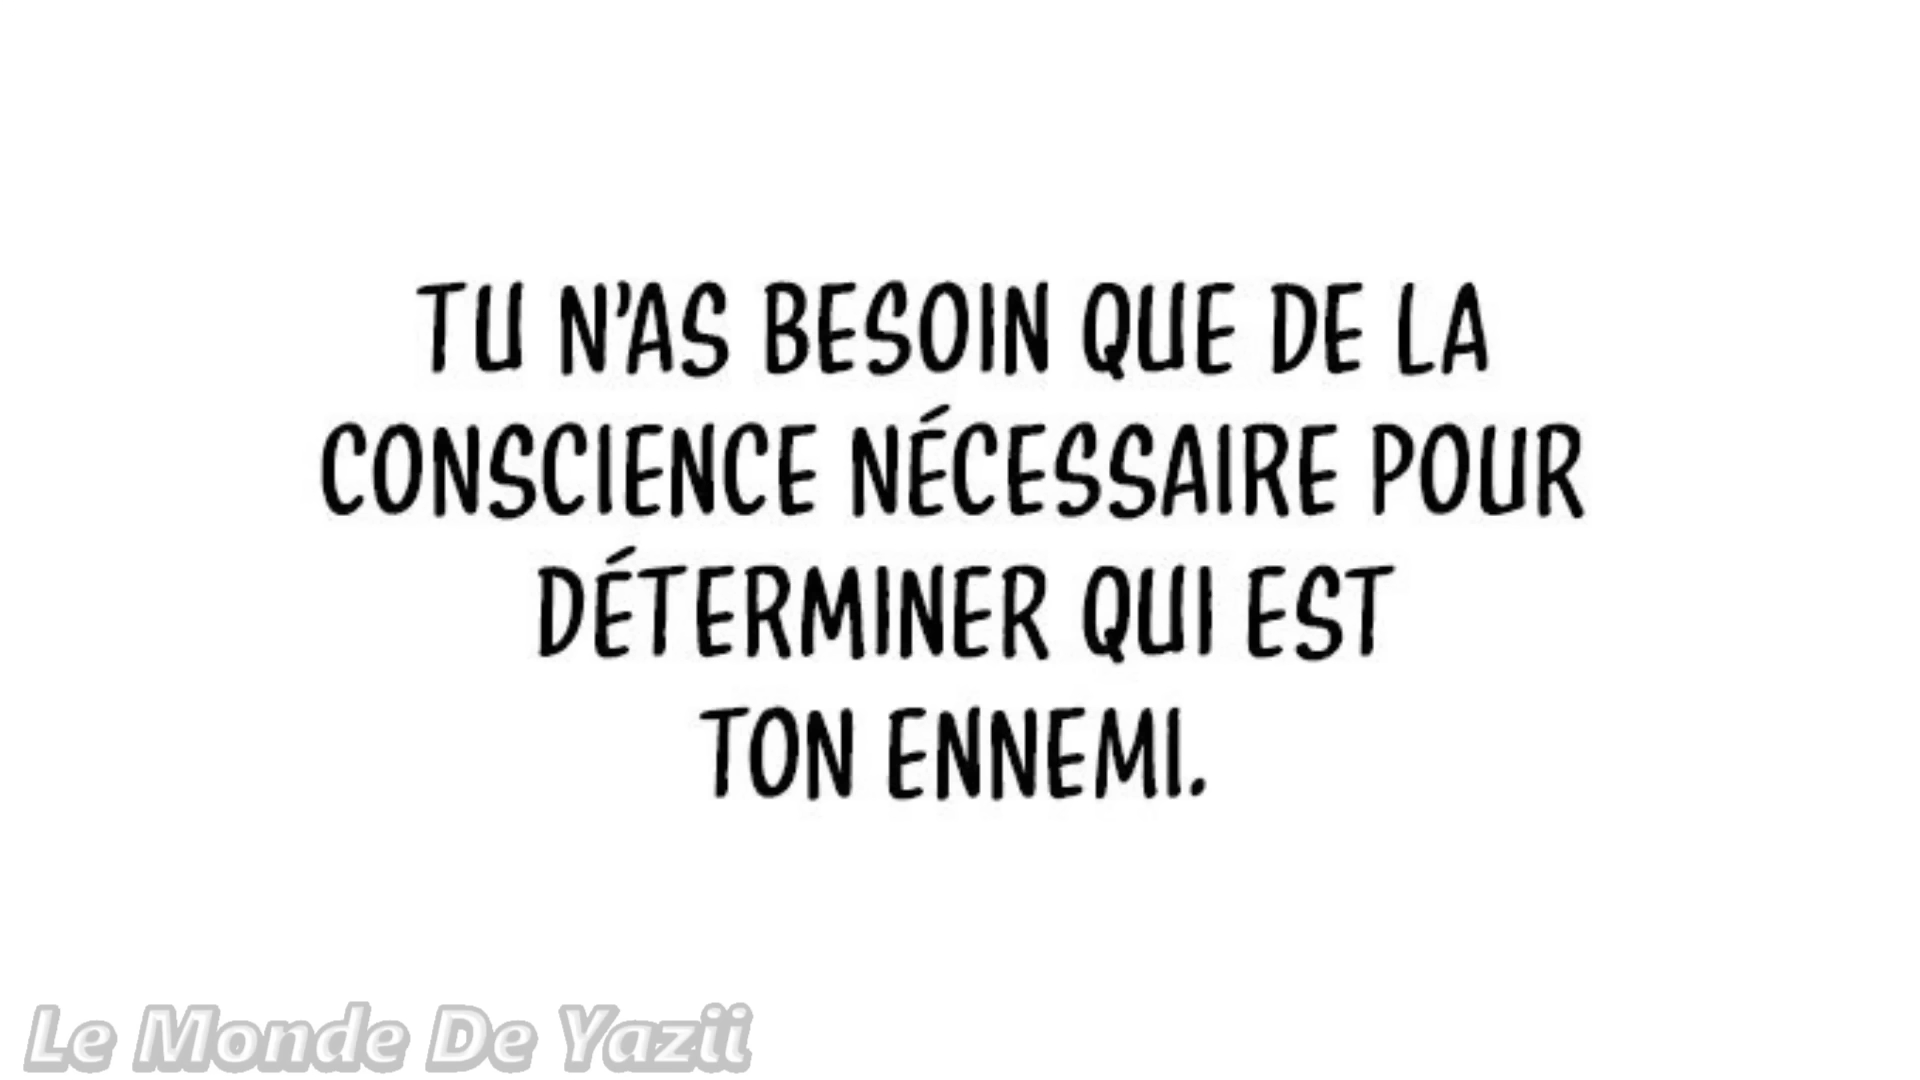 TU N'AS BESOIN QUE DE LA
CONSCIENCE NÉCESSAIRE POUR
DÉTERMINER QUI EST
TON ENNEMI.
Le Monde De Yazii